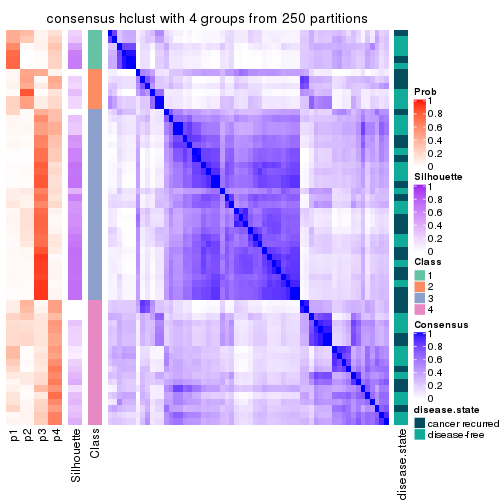 consensus hclust with 4 groups from 250 partitions
Prob
1
0.8
0.6
0.4
0.2
0
Silhouette
1
0.8
0.6
0.4
0.2
0
Class
1
2
3
4
Consensus
1
0.8
0.6
0.4
0.2
0
disease.state
cancer recurred
disease-free
p1
p2
p3
p4
Silhouette
Class
disease.state